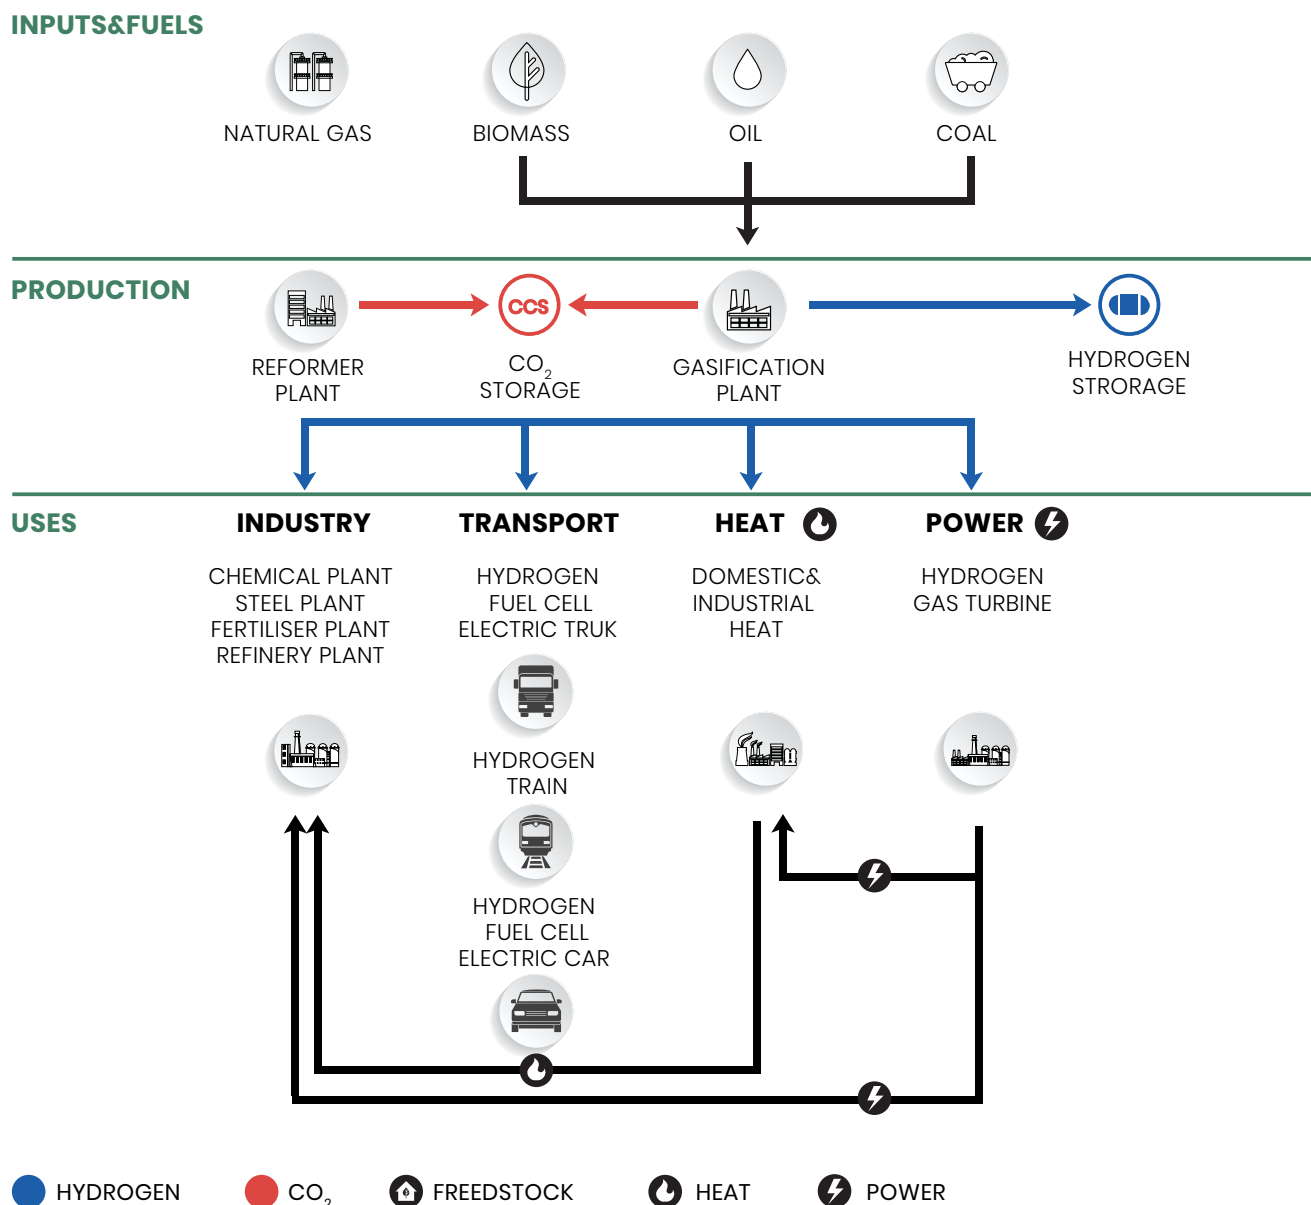 INPUTS&FUELS
NATURAL GAS
BIOMASS
OIL
COAL
PRODUCTION
CCS
REFORMER
PLANT
CO₂
STORAGE
GASIFICATION
PLANT
HYDROGEN
STRORAGE
USES
INDUSTRY
TRANSPORT
HEAT
POWER
CHEMICAL PLANT
STEEL PLANT
FERTILISER PLANT
REFINERY PLANT
HYDROGEN
FUEL CELL
ELECTRIC TRUK
HYDROGEN
TRAIN
HYDROGEN
FUEL CELL
ELECTRIC CAR
DOMESTIC&
INDUSTRIAL
HEAT
HYDROGEN
GAS TURBINE
HYDROGEN
CO₂
FREEDSTOCK
HEAT
POWER